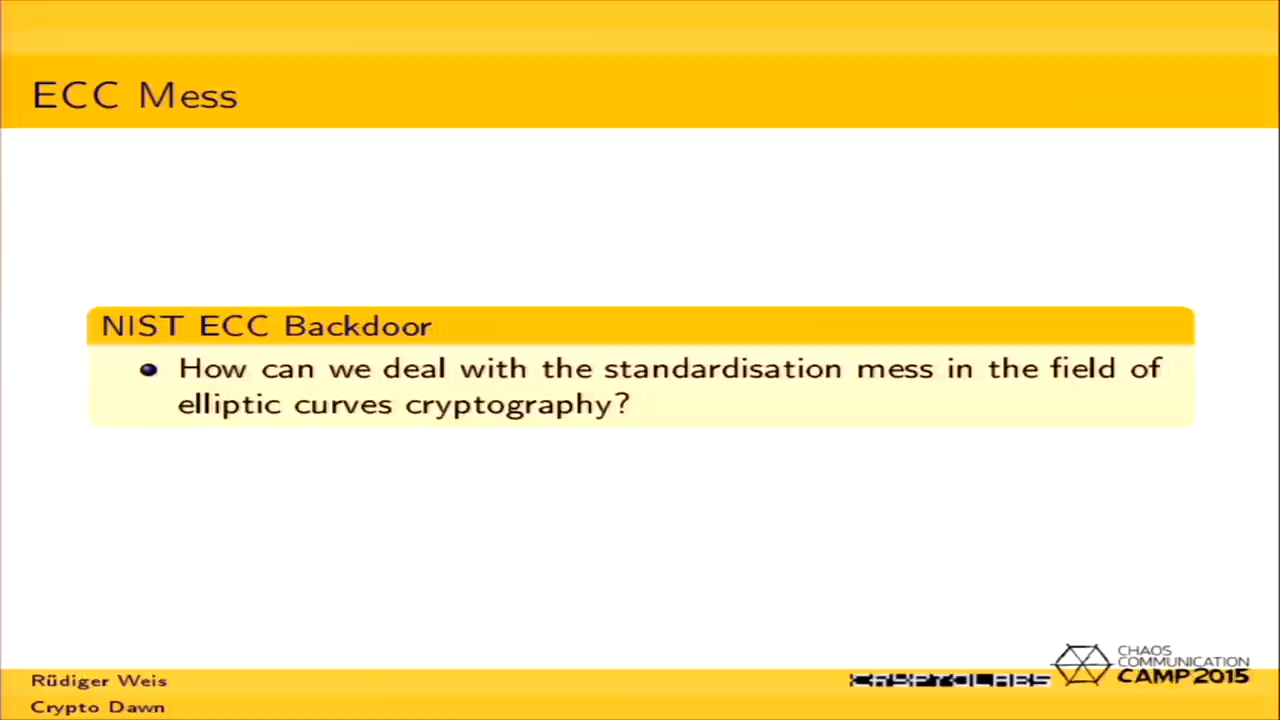 ECC Mess
NIST ECC Backdoor
How can we deal with the standardisation mess in the field of
elliptic curves cryptography?
Rüdiger Weis
Crypto Dawn
CRYPTOLABS
CHAOS
COMMUNICATION
CAMP 2015